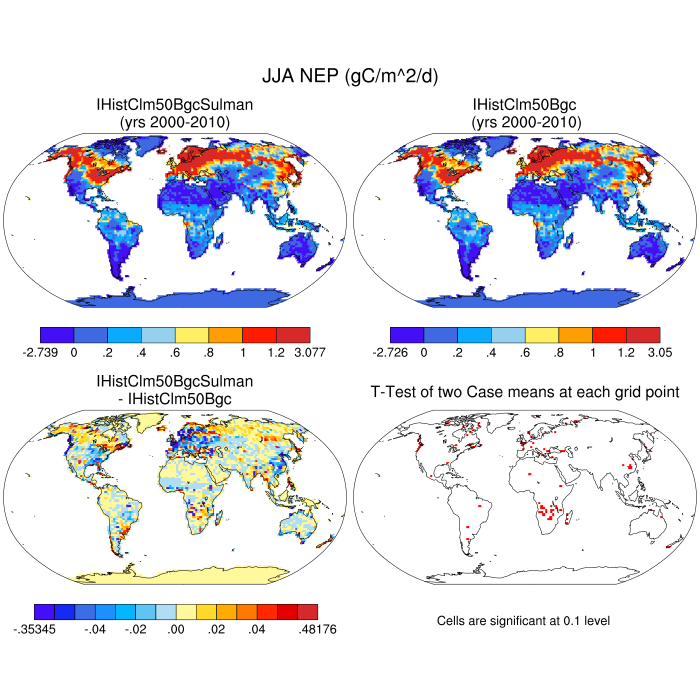 JJA NEP (gC/m^2/d)
IHistClm50BgcSulman
(yrs 2000-2010)
IHistClm50Bgc
(yrs 2000-2010)
-2.739 0 .2 .4 .6 .8 1 1.2 3.077
-2.726 0 .2 .4 .6 .8 1 1.2 3.05
IHistClm50BgcSulman
- IHistClm50Bgc
T-Test of two Case means at each grid point
-.35345 -.04 -.02 .00 .02 .04 .48176
Cells are significant at 0.1 level